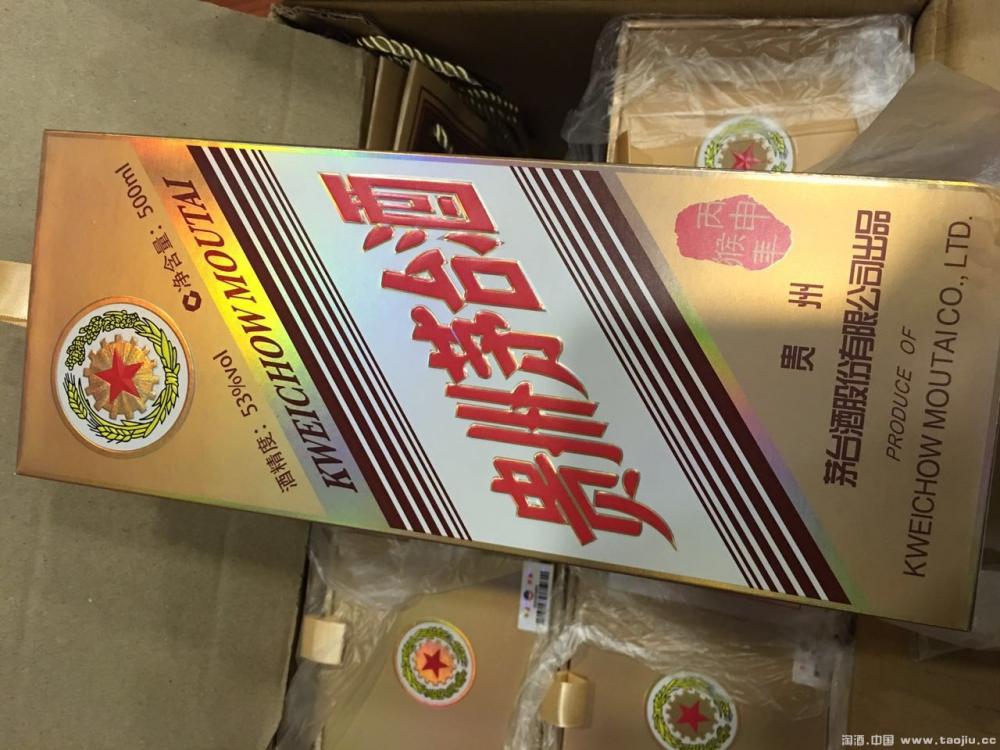 酒精度：53%vol 净含量：500ml
KWEICHOW MOUTAI
贵州茅台酒
丙申
猴年
贵 州
茅台酒股份有限公司出品
PRODUCE OF
KWEICHOW MOUTAI CO., LTD.
淘酒.中国 www.taojiu.cc